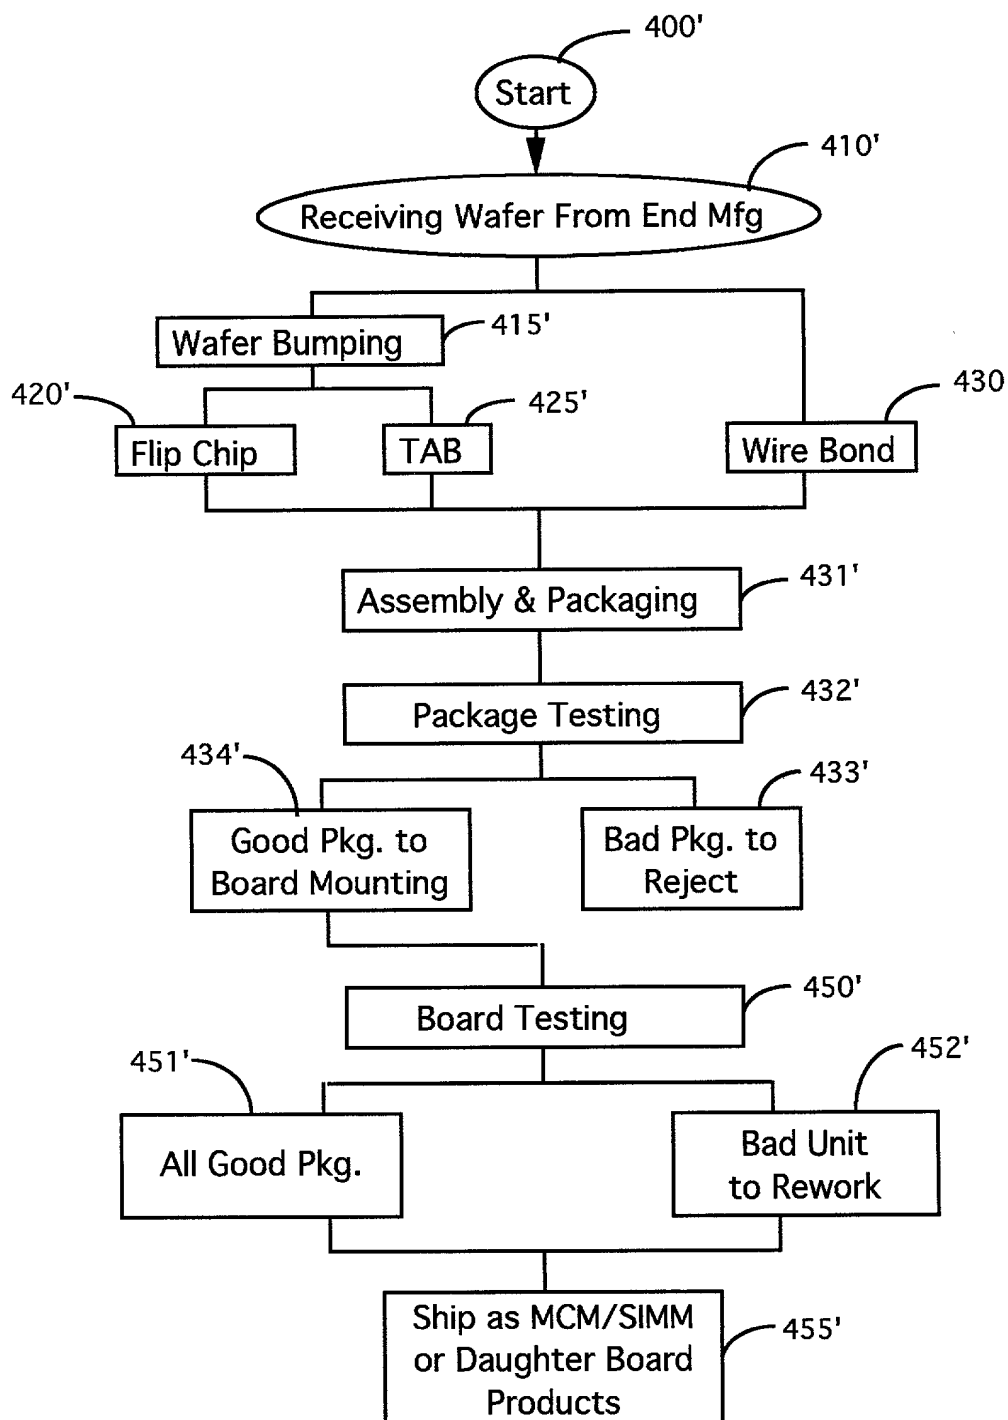 400'
Start
410'
Receiving Wafer From End Mfg
Wafer Bumping
415'
420'
425'
430
Flip Chip
TAB
Wire Bond
431'
Assembly & Packaging
432'
Package Testing
434'
433'
Good Pkg. to
Board Mounting
Bad Pkg. to
Reject
450'
Board Testing
451'
452'
All Good Pkg.
Bad Unit
to Rework
Ship as MCM/SIMM
or Daughter Board
Products
455'